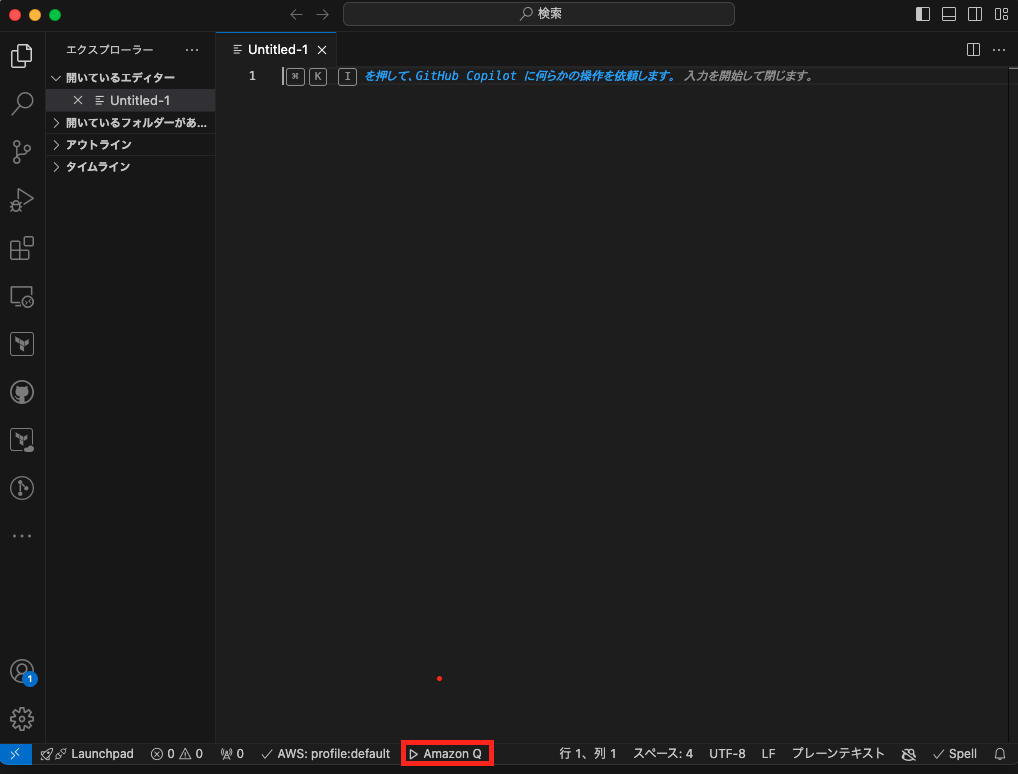 検索
エクスプローラー
Untitled-1
開いているエディター
Untitled-1
開いているフォルダーがあ...
アウトライン
タイムライン
1
⌘ K I を押して、GitHub Copilot に何らかの操作を依頼します。 入力を開始して閉じます。
1
Launchpad 0 0 0 AWS: profile:default Amazon Q 行 1、列 1 スペース: 4 UTF-8 LF プレーンテキスト Spell